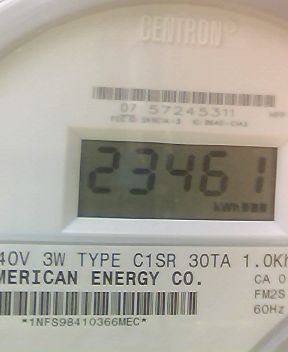 CENTRON
07 57245311
23461
kWh
40V 3W TYPE C1SR 30TA 1.0Kh
MERICAN ENERGY CO.
CA 0
FM2S
60Hz
*1NFS98410366MEC*